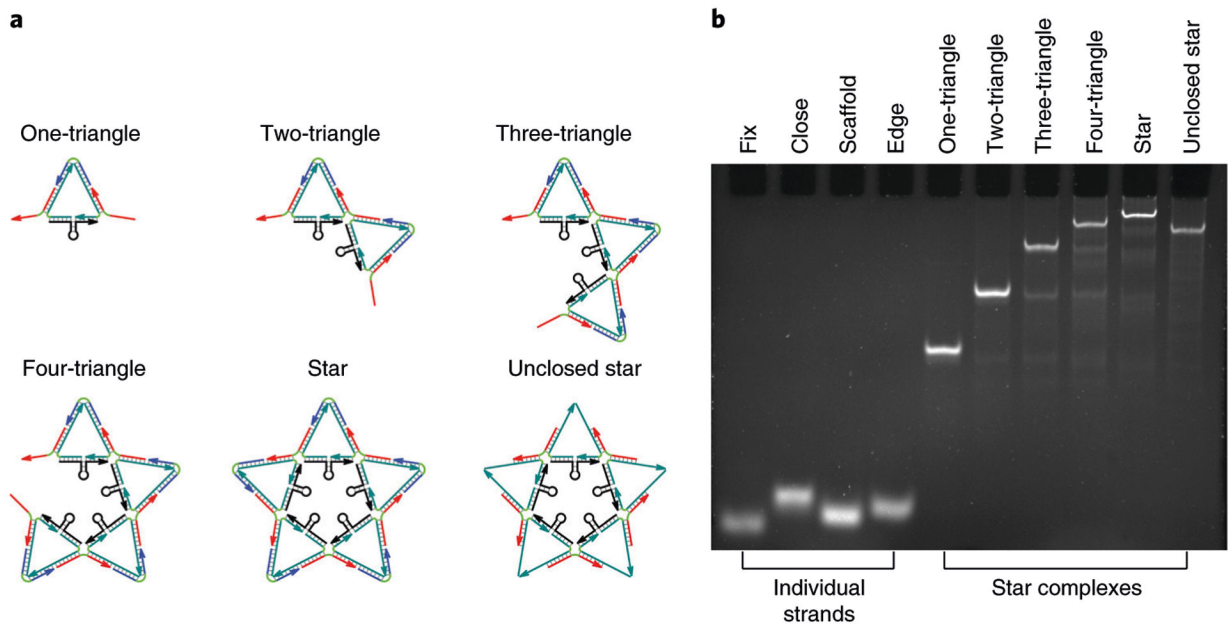 a
One-triangle
Two-triangle
Three-triangle
Four-triangle
Star
Unclosed star
b
Fix
Close
Scaffold
Edge
One-triangle
Two-triangle
Three-triangle
Four-triangle
Star
Unclosed star
Individual
strands
Star complexes